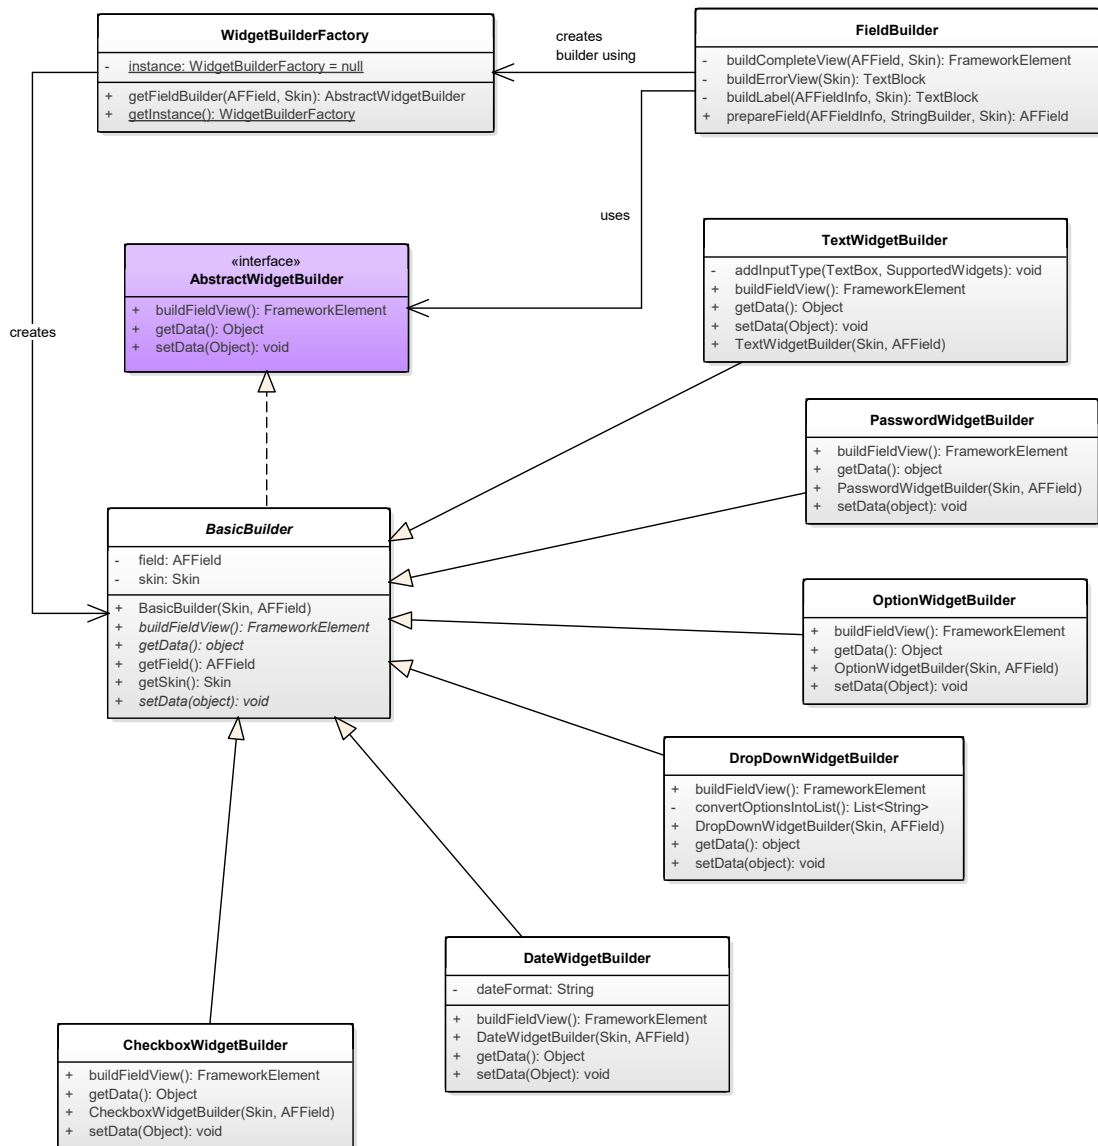 WidgetBuilderFactory
- instance: WidgetBuilderFactory = null
+ getFieldBuilder(AFField, Skin): AbstractWidgetBuilder
+ getInstance(): WidgetBuilderFactory
creates
builder using
FieldBuilder
- buildCompleteView(AFField, Skin): FrameworkElement
- buildErrorView(Skin): TextBlock
- buildLabel(AFFieldInfo, Skin): TextBlock
+ prepareField(AFFieldInfo, StringBuilder, Skin): AFField
uses
«interface»
AbstractWidgetBuilder
+ buildFieldView(): FrameworkElement
+ getData(): Object
+ setData(Object): void
creates
TextWidgetBuilder
- addInputType(TextBox, SupportedWidgets): void
+ buildFieldView(): FrameworkElement
+ getData(): Object
+ setData(Object): void
+ TextWidgetBuilder(Skin, AFField)
PasswordWidgetBuilder
+ buildFieldView(): FrameworkElement
+ getData(): object
+ PasswordWidgetBuilder(Skin, AFField)
+ setData(object): void
BasicBuilder
- field: AFField
- skin: Skin
+ BasicBuilder(Skin, AFField)
+ buildFieldView(): FrameworkElement
+ getData(): object
+ getField(): AFField
+ getSkin(): Skin
+ setData(object): void
OptionWidgetBuilder
+ buildFieldView(): FrameworkElement
+ getData(): Object
+ OptionWidgetBuilder(Skin, AFField)
+ setData(Object): void
DropDownWidgetBuilder
+ buildFieldView(): FrameworkElement
- convertOptionsIntoList(): List<String>
+ DropDownWidgetBuilder(Skin, AFField)
+ getData(): object
+ setData(object): void
DateWidgetBuilder
- dateFormat: String
+ buildFieldView(): FrameworkElement
+ DateWidgetBuilder(Skin, AFField)
+ getData(): Object
+ setData(Object): void
CheckboxWidgetBuilder
+ buildFieldView(): FrameworkElement
+ getData(): Object
+ CheckboxWidgetBuilder(Skin, AFField)
+ setData(Object): void